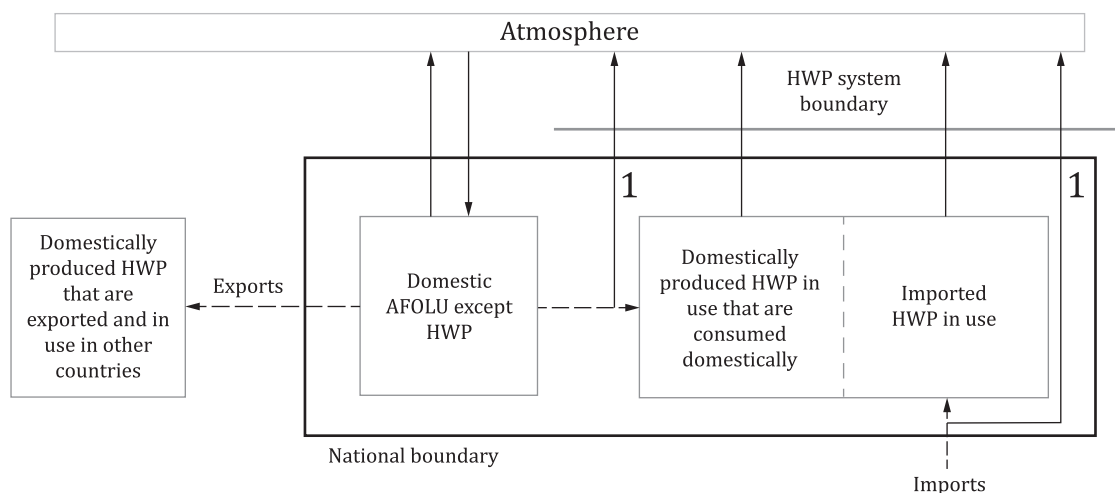 Atmosphere
HWP system
boundary
1
1
Domestically
produced HWP
that are
exported and in
use in other
countries
Exports
Domestic
AFOLU except
HWP
Domestically
produced HWP in
use that are
consumed
domestically
Imported
HWP in use
National boundary
Imports